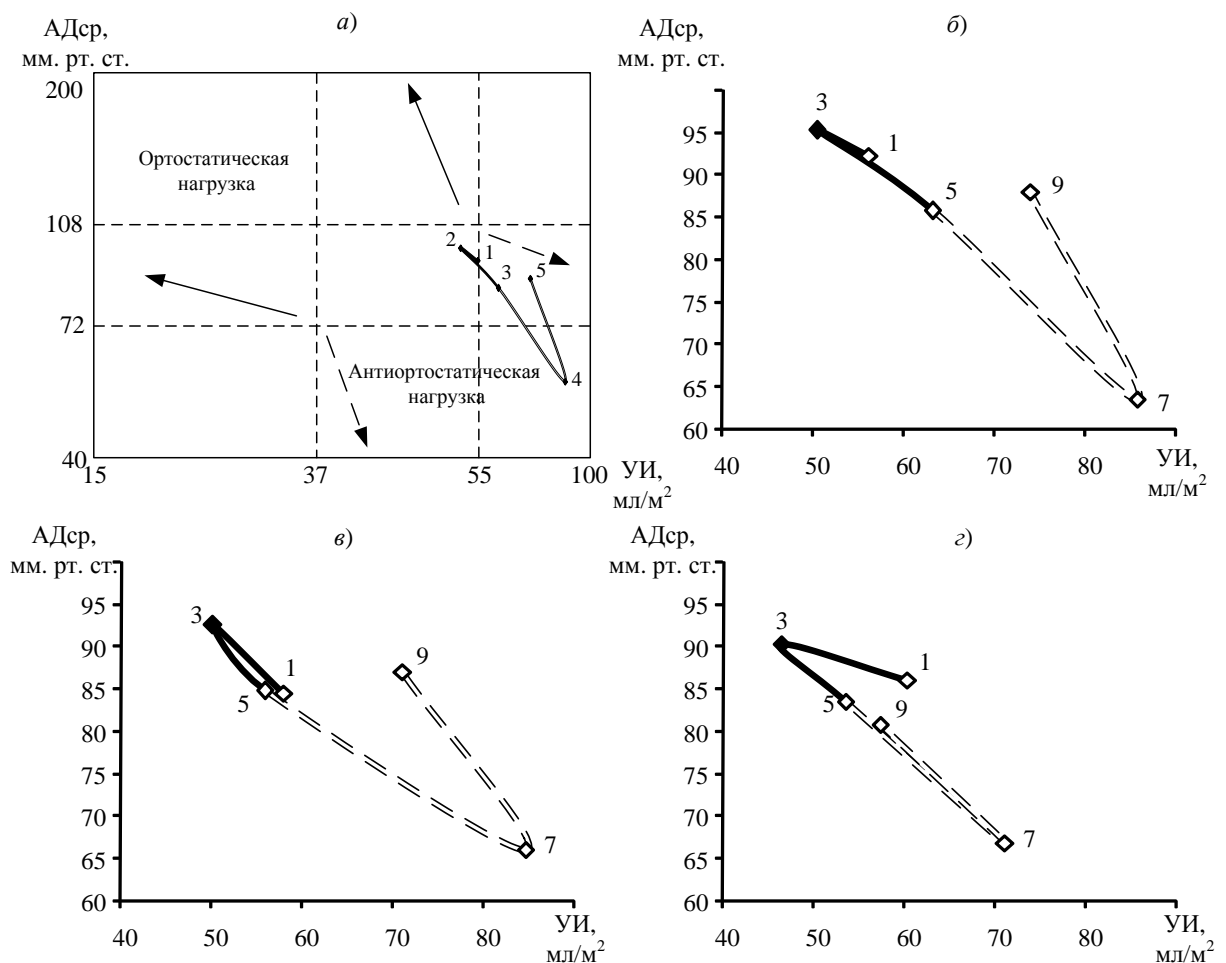 АДср,
мм. рт. ст.
а)
200
108
72
40
15
37
55
100
УИ,
мл/м²
Ортостатическая
нагрузка
Антиортостатическая
нагрузка
2
1
3
5
4
АДср,
мм. рт. ст.
б)
95
90
85
80
75
70
65
60
40
50
60
70
80
УИ,
мл/м²
3
1
5
9
7
АДср,
мм. рт. ст.
в)
95
90
85
80
75
70
65
60
40
50
60
70
80
УИ,
мл/м²
3
1
5
9
7
АДср,
мм. рт. ст.
г)
95
90
85
80
75
70
65
60
40
50
60
70
80
УИ,
мл/м²
3
1
5
9
7